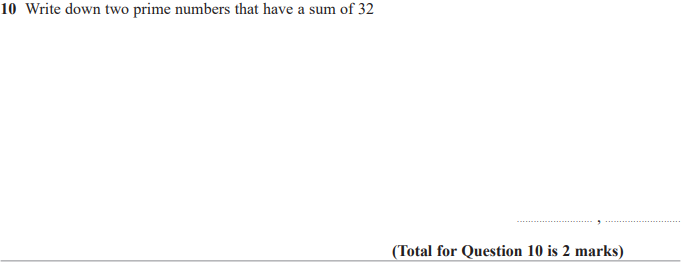 10 Write down two prime numbers that have a sum of 32
.............................. , ..............................
(Total for Question 10 is 2 marks)